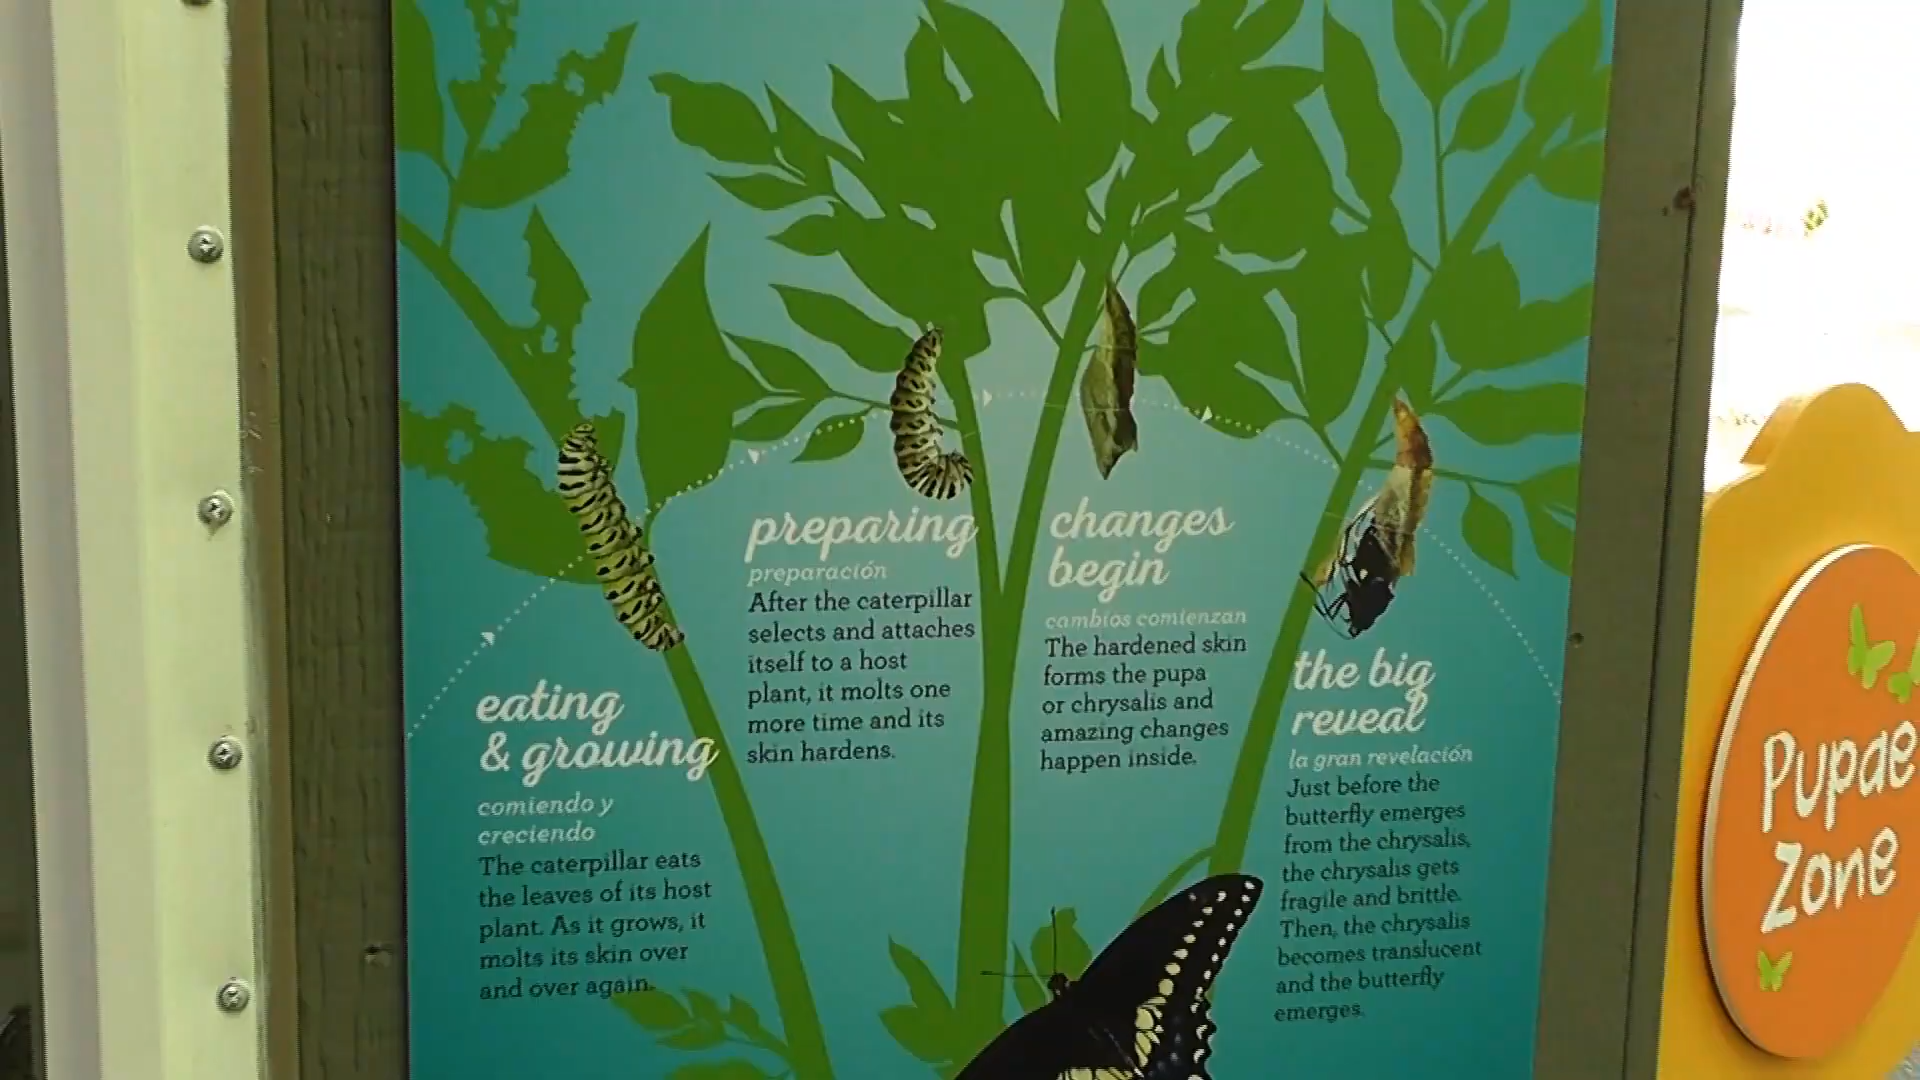 eating
& growing
comiendo y
creciendo
The caterpillar eats
the leaves of its host
plant. As it grows, it
molts its skin over
and over again.
preparing
preparación
After the caterpillar
selects and attaches
itself to a host
plant, it molts one
more time and its
skin hardens.
changes
begin
cambios comienzan
The hardened skin
forms the pupa
or chrysalis and
amazing changes
happen inside.
the big
reveal
la gran revelación
Just before the
butterfly emerges
from the chrysalis,
the chrysalis gets
fragile and brittle.
Then, the chrysalis
becomes translucent
and the butterfly
emerges.
Pupae
Zone